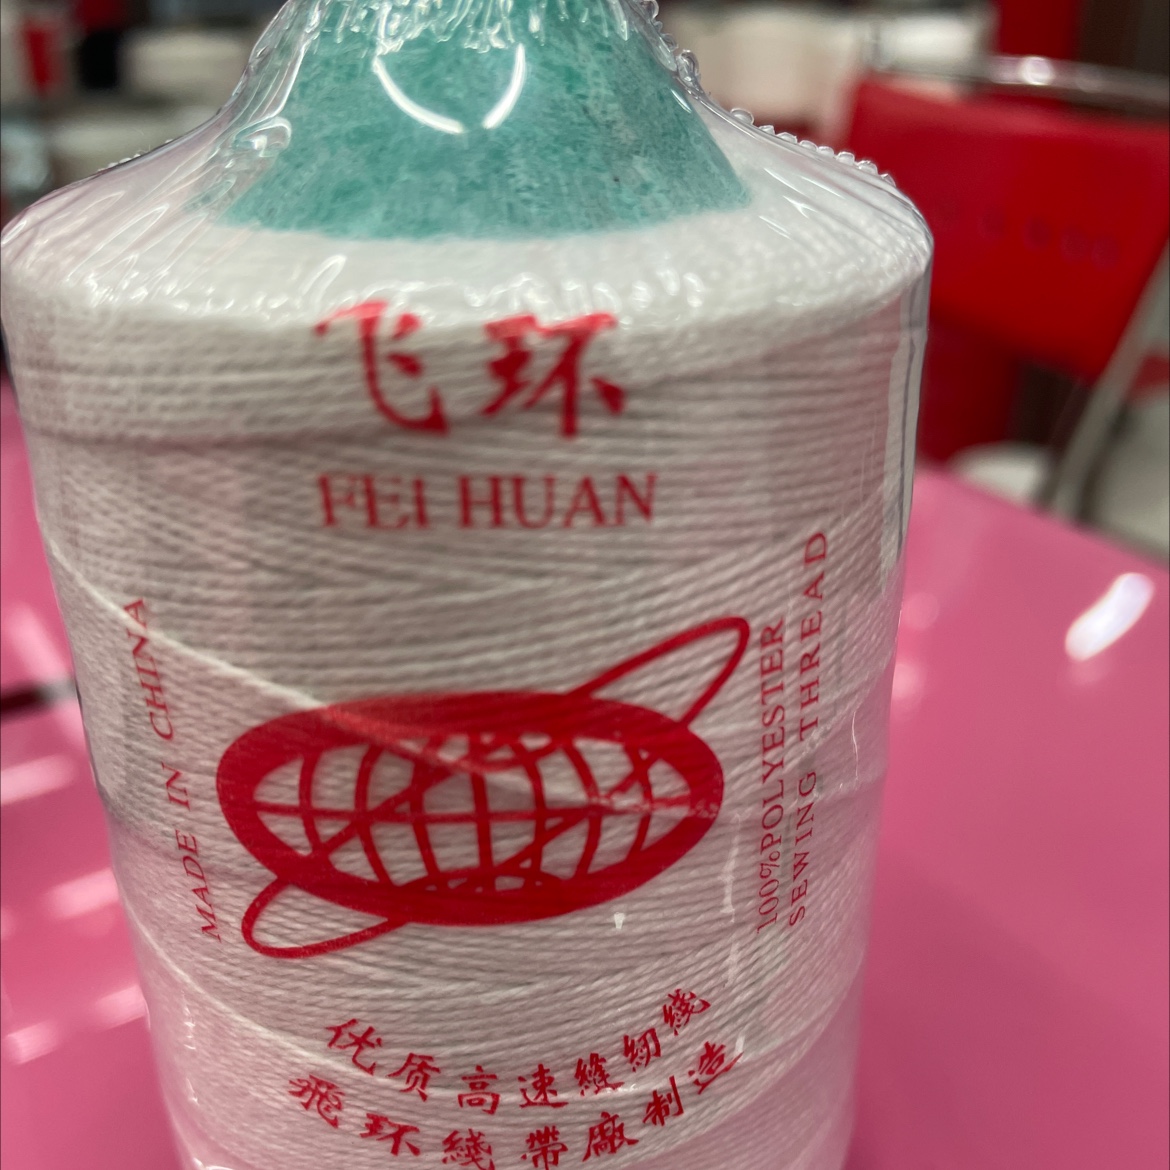 飞环
FEI HUAN
MADE IN CHINA
100%POLYESTER
SEWING THREAD
优质高速缝纫线
飛环綫帶廠制造